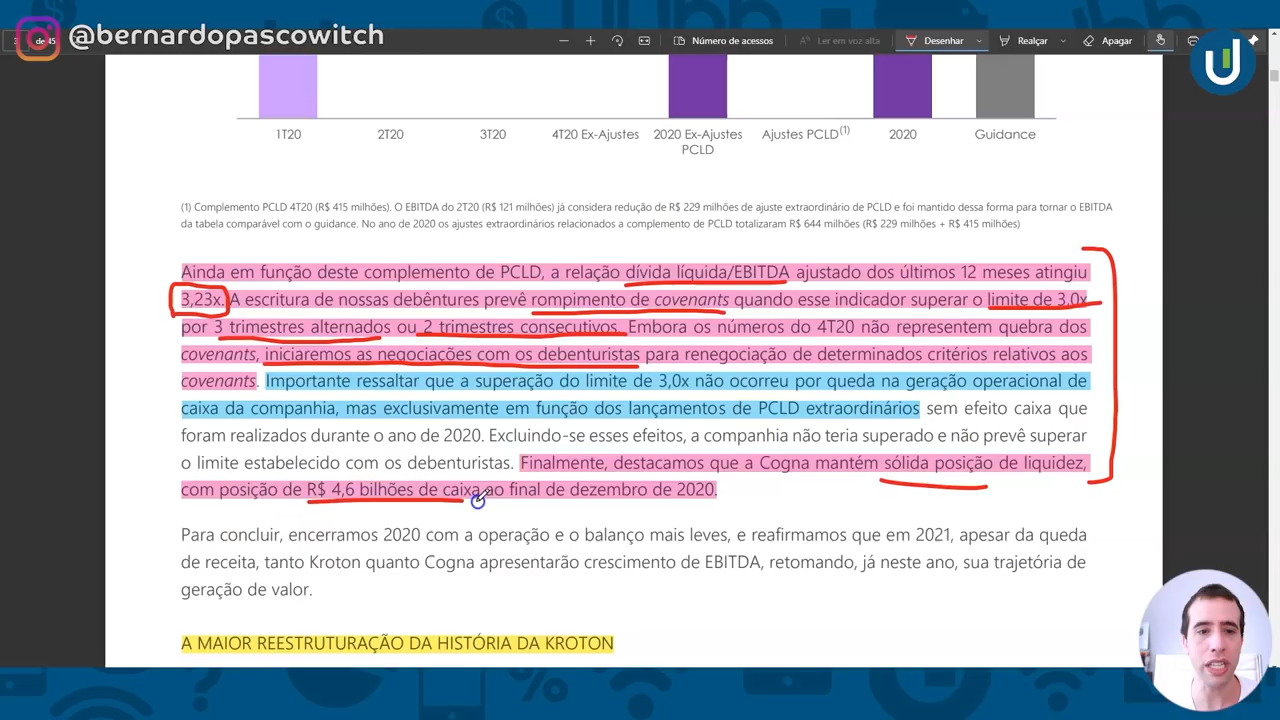 @bernardopascowitch
de 45
Número de acessos
Ler em voz alta
Desenhar
Realçar
Apagar
1T20
2T20
3T20
4T20 Ex-Ajustes
2020 Ex-Ajustes
PCLD
Ajustes PCLD(1)
2020
Guidance
(1) Complemento PCLD 4T20 (R$ 415 milhões). O EBITDA do 2T20 (R$ 121 milhões) já considera redução de R$ 229 milhões de ajuste extraordinário de PCLD e foi mantido dessa forma para tornar o EBITDA
da tabela comparável com o guidance. No ano de 2020 os ajustes extraordinários relacionados a complemento de PCLD totalizaram R$ 644 milhões (R$ 229 milhões + R$ 415 milhões)
Ainda em função deste complemento de PCLD, a relação dívida líquida/EBITDA ajustado dos últimos 12 meses atingiu
3,23x. A escritura de nossas debêntures prevê rompimento de covenants quando esse indicador superar o limite de 3,0x
por 3 trimestres alternados ou 2 trimestres consecutivos. Embora os números do 4T20 não representem quebra dos
covenants, iniciaremos as negociações com os debenturistas para renegociação de determinados critérios relativos aos
covenants. Importante ressaltar que a superação do limite de 3,0x não ocorreu por queda na geração operacional de
caixa da companhia, mas exclusivamente em função dos lançamentos de PCLD extraordinários sem efeito caixa que
foram realizados durante o ano de 2020. Excluindo-se esses efeitos, a companhia não teria superado e não prevê superar
o limite estabelecido com os debenturistas. Finalmente, destacamos que a Cogna mantém sólida posição de liquidez,
com posição de R$ 4,6 bilhões de caixa ao final de dezembro de 2020.
Para concluir, encerramos 2020 com a operação e o balanço mais leves, e reafirmamos que em 2021, apesar da queda
de receita, tanto Kroton quanto Cogna apresentarão crescimento de EBITDA, retomando, já neste ano, sua trajetória de
geração de valor.
A MAIOR REESTRUTURAÇÃO DA HISTÓRIA DA KROTON